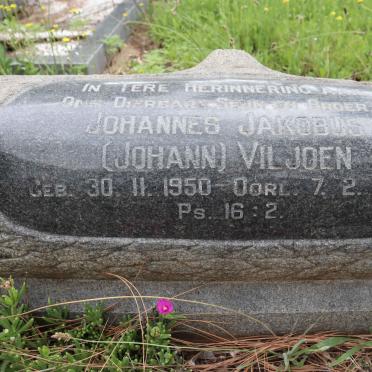 IN TERE HERINNERING
ONS DIERBARE SEUN EN BROER
JOHANNES JAKOBUS
(JOHANN) VILJOEN
GEB. 30. 11. 1950 - OORL. 7. 2.
PS. 16 : 2.